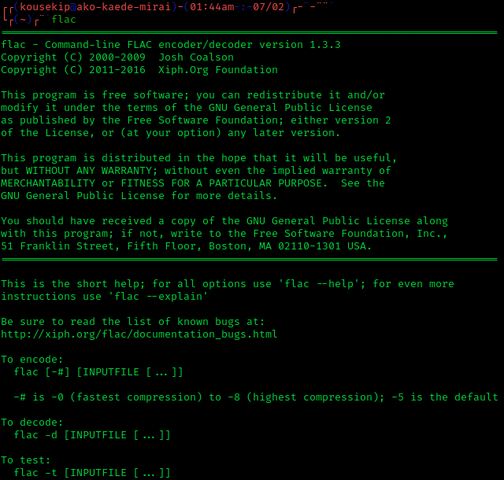 ┌┌(kousekip@ako-kaede-mirai)-(01:44am-:-07/02)┌- -¨¨˙
└┌(~)┌¨ flac
══════════════════════════════════════════════════════════════════════════════
flac - Command-line FLAC encoder/decoder version 1.3.3
Copyright (C) 2000-2009  Josh Coalson
Copyright (C) 2011-2016  Xiph.Org Foundation

This program is free software; you can redistribute it and/or
modify it under the terms of the GNU General Public License
as published by the Free Software Foundation; either version 2
of the License, or (at your option) any later version.

This program is distributed in the hope that it will be useful,
but WITHOUT ANY WARRANTY; without even the implied warranty of
MERCHANTABILITY or FITNESS FOR A PARTICULAR PURPOSE.  See the
GNU General Public License for more details.

You should have received a copy of the GNU General Public License along
with this program; if not, write to the Free Software Foundation, Inc.,
51 Franklin Street, Fifth Floor, Boston, MA 02110-1301 USA.
══════════════════════════════════════════════════════════════════════════════

This is the short help; for all options use 'flac --help'; for even more
instructions use 'flac --explain'

Be sure to read the list of known bugs at:
http://xiph.org/flac/documentation_bugs.html

To encode:
  flac [-#] [INPUTFILE [...]]

  -# is -0 (fastest compression) to -8 (highest compression); -5 is the default

To decode:
  flac -d [INPUTFILE [...]]

To test:
  flac -t [INPUTFILE [...]]